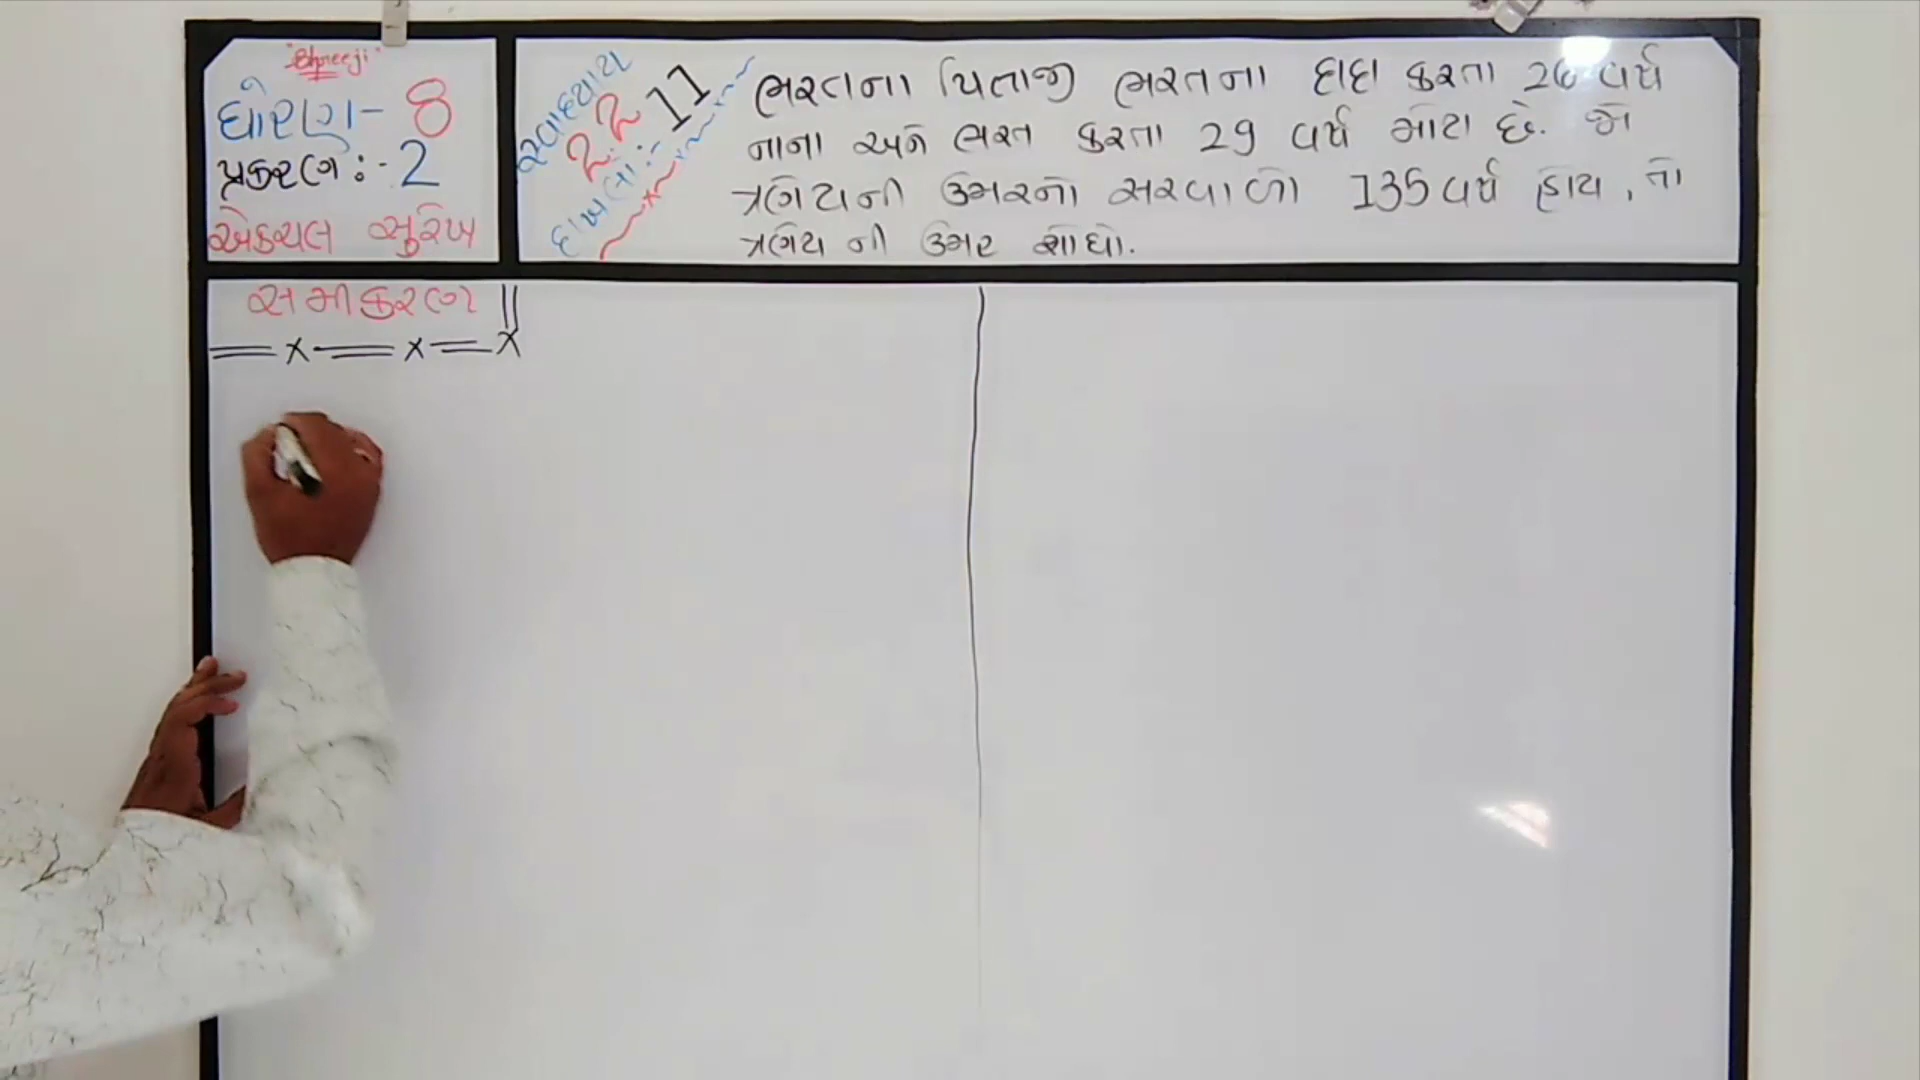 "Shreeji"
ધોરણ - 8
પ્રકરણ :- 2
એકચલ સુરેખ
સમીકરણ
સ્વાધ્યાય
2.2
દાખલો :-
11
ભરતના પિતાજી ભરતના દાદા કરતા 26 વર્ષ
નાના અને ભરત કરતા 29 વર્ષ મોટા છે. જો
ત્રણેયની ઉંમરનો સરવાળો 135 વર્ષ હોય, તો
ત્રણેય ની ઉંમર શોધો.